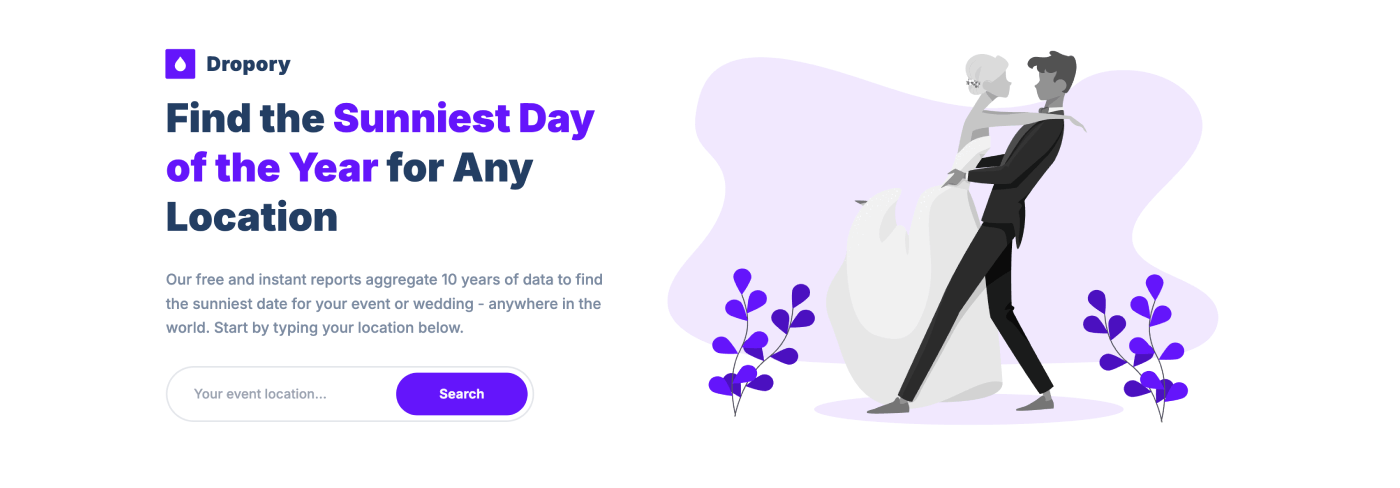 Dropory
Find the Sunniest Day
of the Year for Any
Location
Our free and instant reports aggregate 10 years of data to find
the sunniest date for your event or wedding - anywhere in the
world. Start by typing your location below.
Your event location...
Search